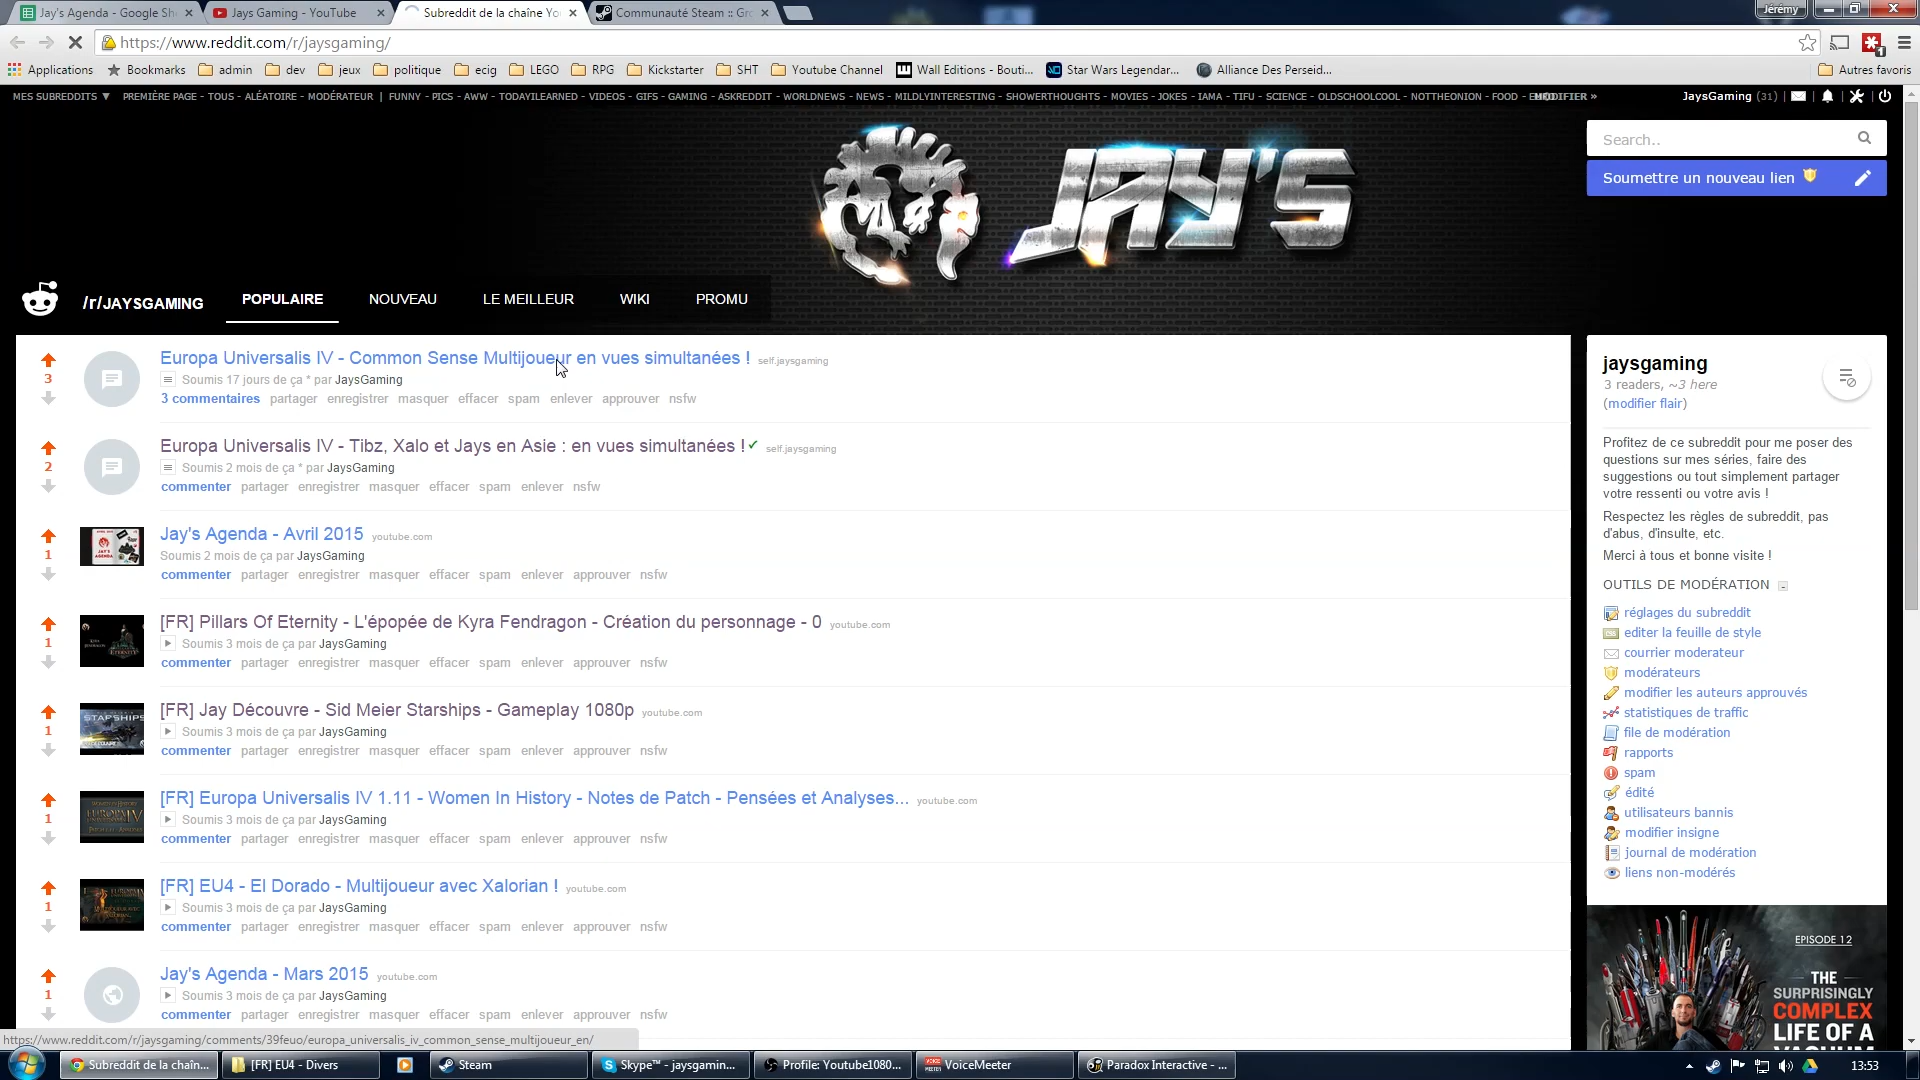 Jay's Agenda - Google She
Jays Gaming - YouTube
Subreddit de la chaîne Yo
Communauté Steam :: Gro
Jérémy
https://www.reddit.com/r/jaysgaming/
Applications
Bookmarks
admin
dev
jeux
politique
ecig
LEGO
RPG
Kickstarter
SHT
Youtube Channel
Wall Editions - Bouti...
Star Wars Legendar...
Alliance Des Perseid...
Autres favoris
MES SUBREDDITS ▼ PREMIÈRE PAGE - TOUS - ALÉATOIRE - MODÉRATEUR | FUNNY - PICS - AWW - TODAYILEARNED - VIDEOS - GIFS - GAMING - ASKREDDIT - WORLDNEWS - NEWS - MILDLYINTERESTING - SHOWERTHOUGHTS - MOVIES - JOKES - IAMA - TIFU - SCIENCE - OLDSCHOOLCOOL - NOTTHEONION - FOOD - MODIFIER »
JaysGaming (31)
JAY'S
Search..
Soumettre un nouveau lien
/r/JAYSGAMING
POPULAIRE
NOUVEAU
LE MEILLEUR
WIKI
PROMU
3
Europa Universalis IV - Common Sense Multijoueur en vues simultanées ! self.jaysgaming
Soumis 17 jours de ça * par JaysGaming
3 commentaires partager enregistrer masquer effacer spam enlever approuver nsfw
2
Europa Universalis IV - Tibz, Xalo et Jays en Asie : en vues simultanées ! self.jaysgaming
Soumis 2 mois de ça * par JaysGaming
commenter partager enregistrer masquer effacer spam enlever nsfw
1
Jay's Agenda - Avril 2015 youtube.com
Soumis 2 mois de ça par JaysGaming
commenter partager enregistrer masquer effacer spam enlever approuver nsfw
1
[FR] Pillars Of Eternity - L'épopée de Kyra Fendragon - Création du personnage - 0 youtube.com
Soumis 3 mois de ça par JaysGaming
commenter partager enregistrer masquer effacer spam enlever approuver nsfw
1
[FR] Jay Découvre - Sid Meier Starships - Gameplay 1080p youtube.com
Soumis 3 mois de ça par JaysGaming
commenter partager enregistrer masquer effacer spam enlever approuver nsfw
1
[FR] Europa Universalis IV 1.11 - Women In History - Notes de Patch - Pensées et Analyses... youtube.com
Soumis 3 mois de ça par JaysGaming
commenter partager enregistrer masquer effacer spam enlever approuver nsfw
1
[FR] EU4 - El Dorado - Multijoueur avec Xalorian ! youtube.com
Soumis 3 mois de ça par JaysGaming
commenter partager enregistrer masquer effacer spam enlever approuver nsfw
1
Jay's Agenda - Mars 2015 youtube.com
Soumis 3 mois de ça par JaysGaming
commenter partager enregistrer masquer effacer spam enlever approuver nsfw
jaysgaming
3 readers, ~3 here
(modifier flair)
Profitez de ce subreddit pour me poser des
questions sur mes séries, faire des
suggestions ou tout simplement partager
votre ressenti ou votre avis !
Respectez les règles de subreddit, pas
d'abus, d'insulte, etc.
Merci à tous et bonne visite !
OUTILS DE MODÉRATION
réglages du subreddit
editer la feuille de style
courrier moderateur
modérateurs
modifier les auteurs approuvés
statistiques de traffic
file de modération
rapports
spam
édité
utilisateurs bannis
modifier insigne
journal de modération
liens non-modérés
EPISODE 12
THE
SURPRISINGLY
COMPLEX
LIFE OF A
https://www.reddit.com/r/jaysgaming/comments/39feuo/europa_universalis_iv_common_sense_multijoueur_en/
Subreddit de la chaîn...
[FR] EU4 - Divers
Steam
Skype™ - jaysgamin...
Profile: Youtube1080...
VoiceMeeter
Paradox Interactive - ...
13:53